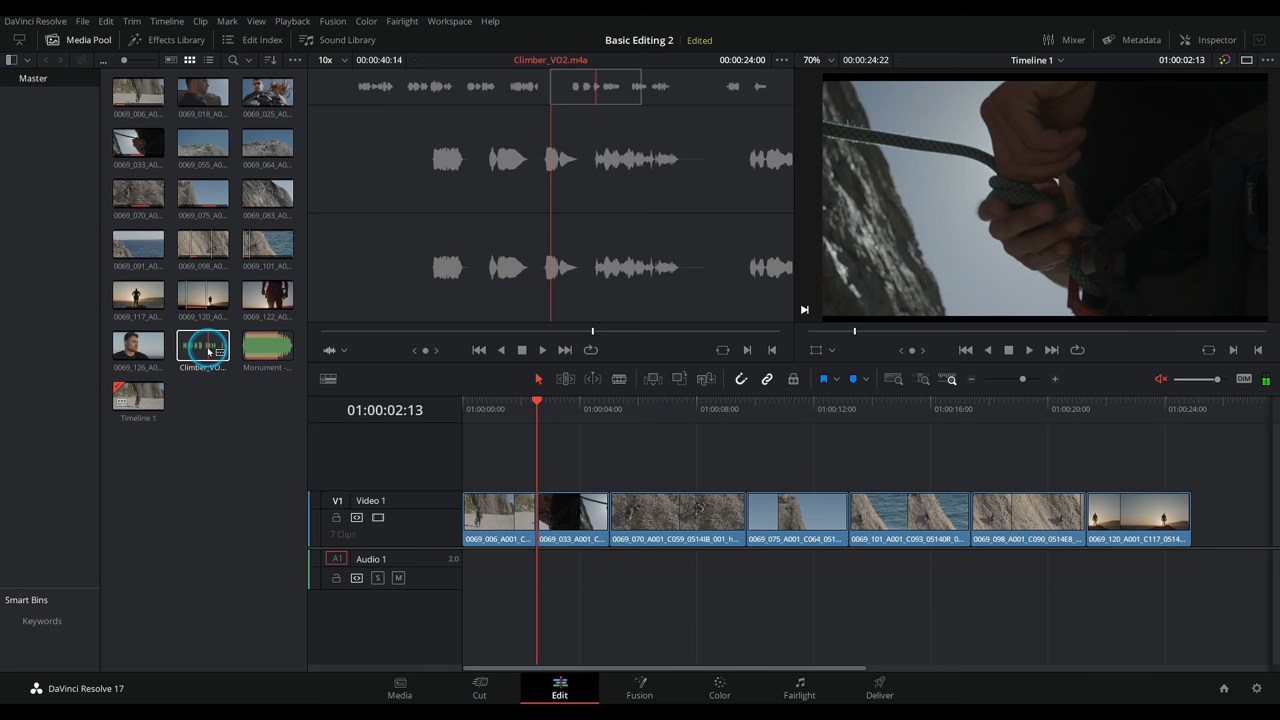 DaVinci Resolve File Edit Trim Timeline Clip Mark View Playback Fusion Color Fairlight Workspace Help
Media Pool Effects Library Edit Index Sound Library Basic Editing 2 Edited Mixer Metadata Inspector
... 10x 00:00:40:14 Climber_VO2.m4a 00:00:24:00 ... 70% 00:00:24:22 Timeline 1 01:00:02:13 ...
Master
0069_006_A0... 0069_018_A0... 0069_025_A0...
0069_033_A0... 0069_055_A0... 0069_064_A0...
0069_070_A0... 0069_075_A0... 0069_083_A0...
0069_091_A0... 0069_098_A0... 0069_101_A0...
0069_117_A0... 0069_120_A0... 0069_122_A0...
0069_126_A0... Climber_VO... Monument -...
Timeline 1
DIM
01:00:02:13
01:00:00:00 01:00:04:00 01:00:08:00 01:00:12:00 01:00:16:00 01:00:20:00 01:00:24:00
V1 Video 1
7 Clips
0069_006_A001_C... 0069_033_A001_C... 0069_070_A001_C059_0514IB_001_h... 0069_075_A001_C064_051... 0069_101_A001_C093_05140R_0... 0069_098_A001_C090_0514E8_... 0069_120_A001_C117_0514...
A1 Audio 1 2.0
S M
Smart Bins
Keywords
DaVinci Resolve 17
Media Cut Edit Fusion Color Fairlight Deliver